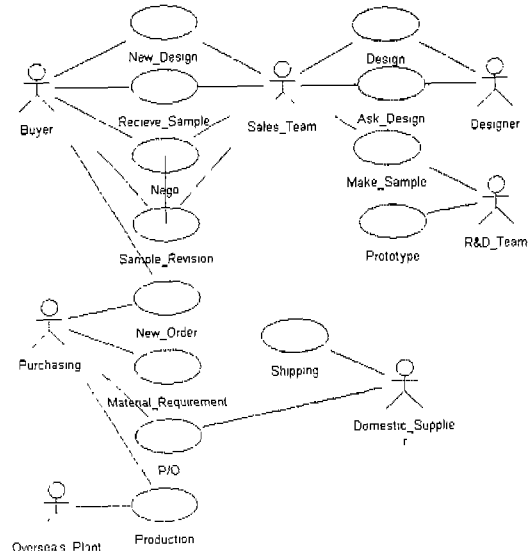 New_Design
Design
Buyer
Recieve_Sample
Sales_Team
Ask_Design
Designer
Nego
Make_Sample
Sample_Revision
Prototype
R&D_Team
New_Order
Purchasing
Shipping
Material_Requirement
Domestic_Supplie
r
P/O
Overseas_Plant
Production